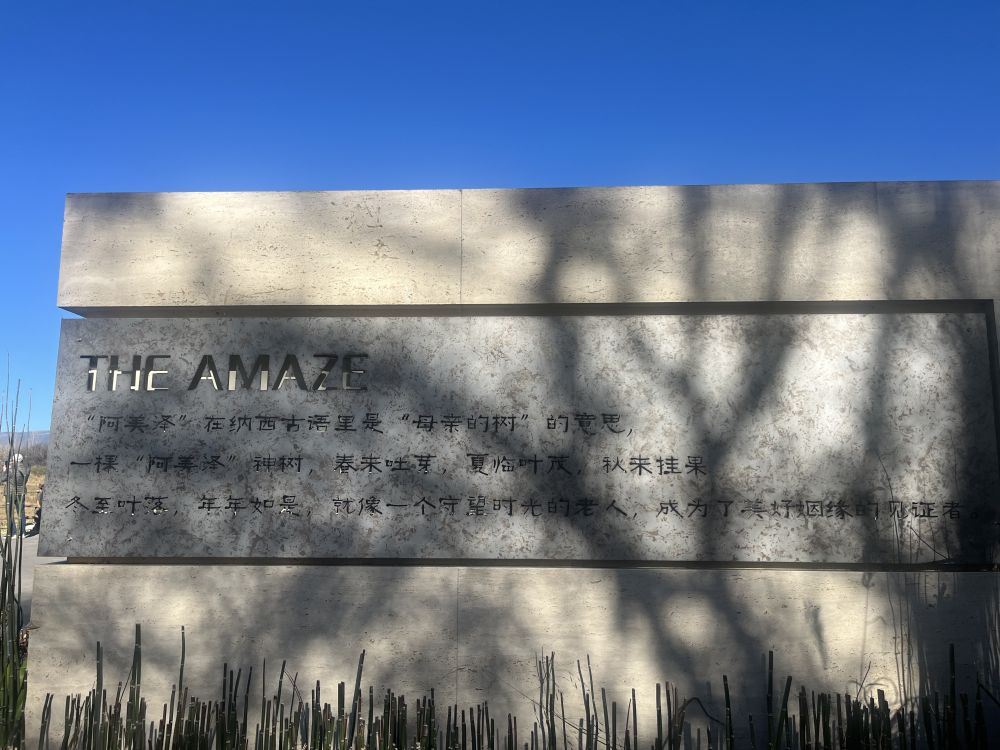 THE AMAZE
“阿美泽”在纳西古语里是“母亲的树”的意思，
一棵“阿美泽”神树，春来吐芽，夏临叶茂，秋来挂果
冬至叶落，年年如是，就像一个守望时光的老人，成为了美好姻缘的见证者。